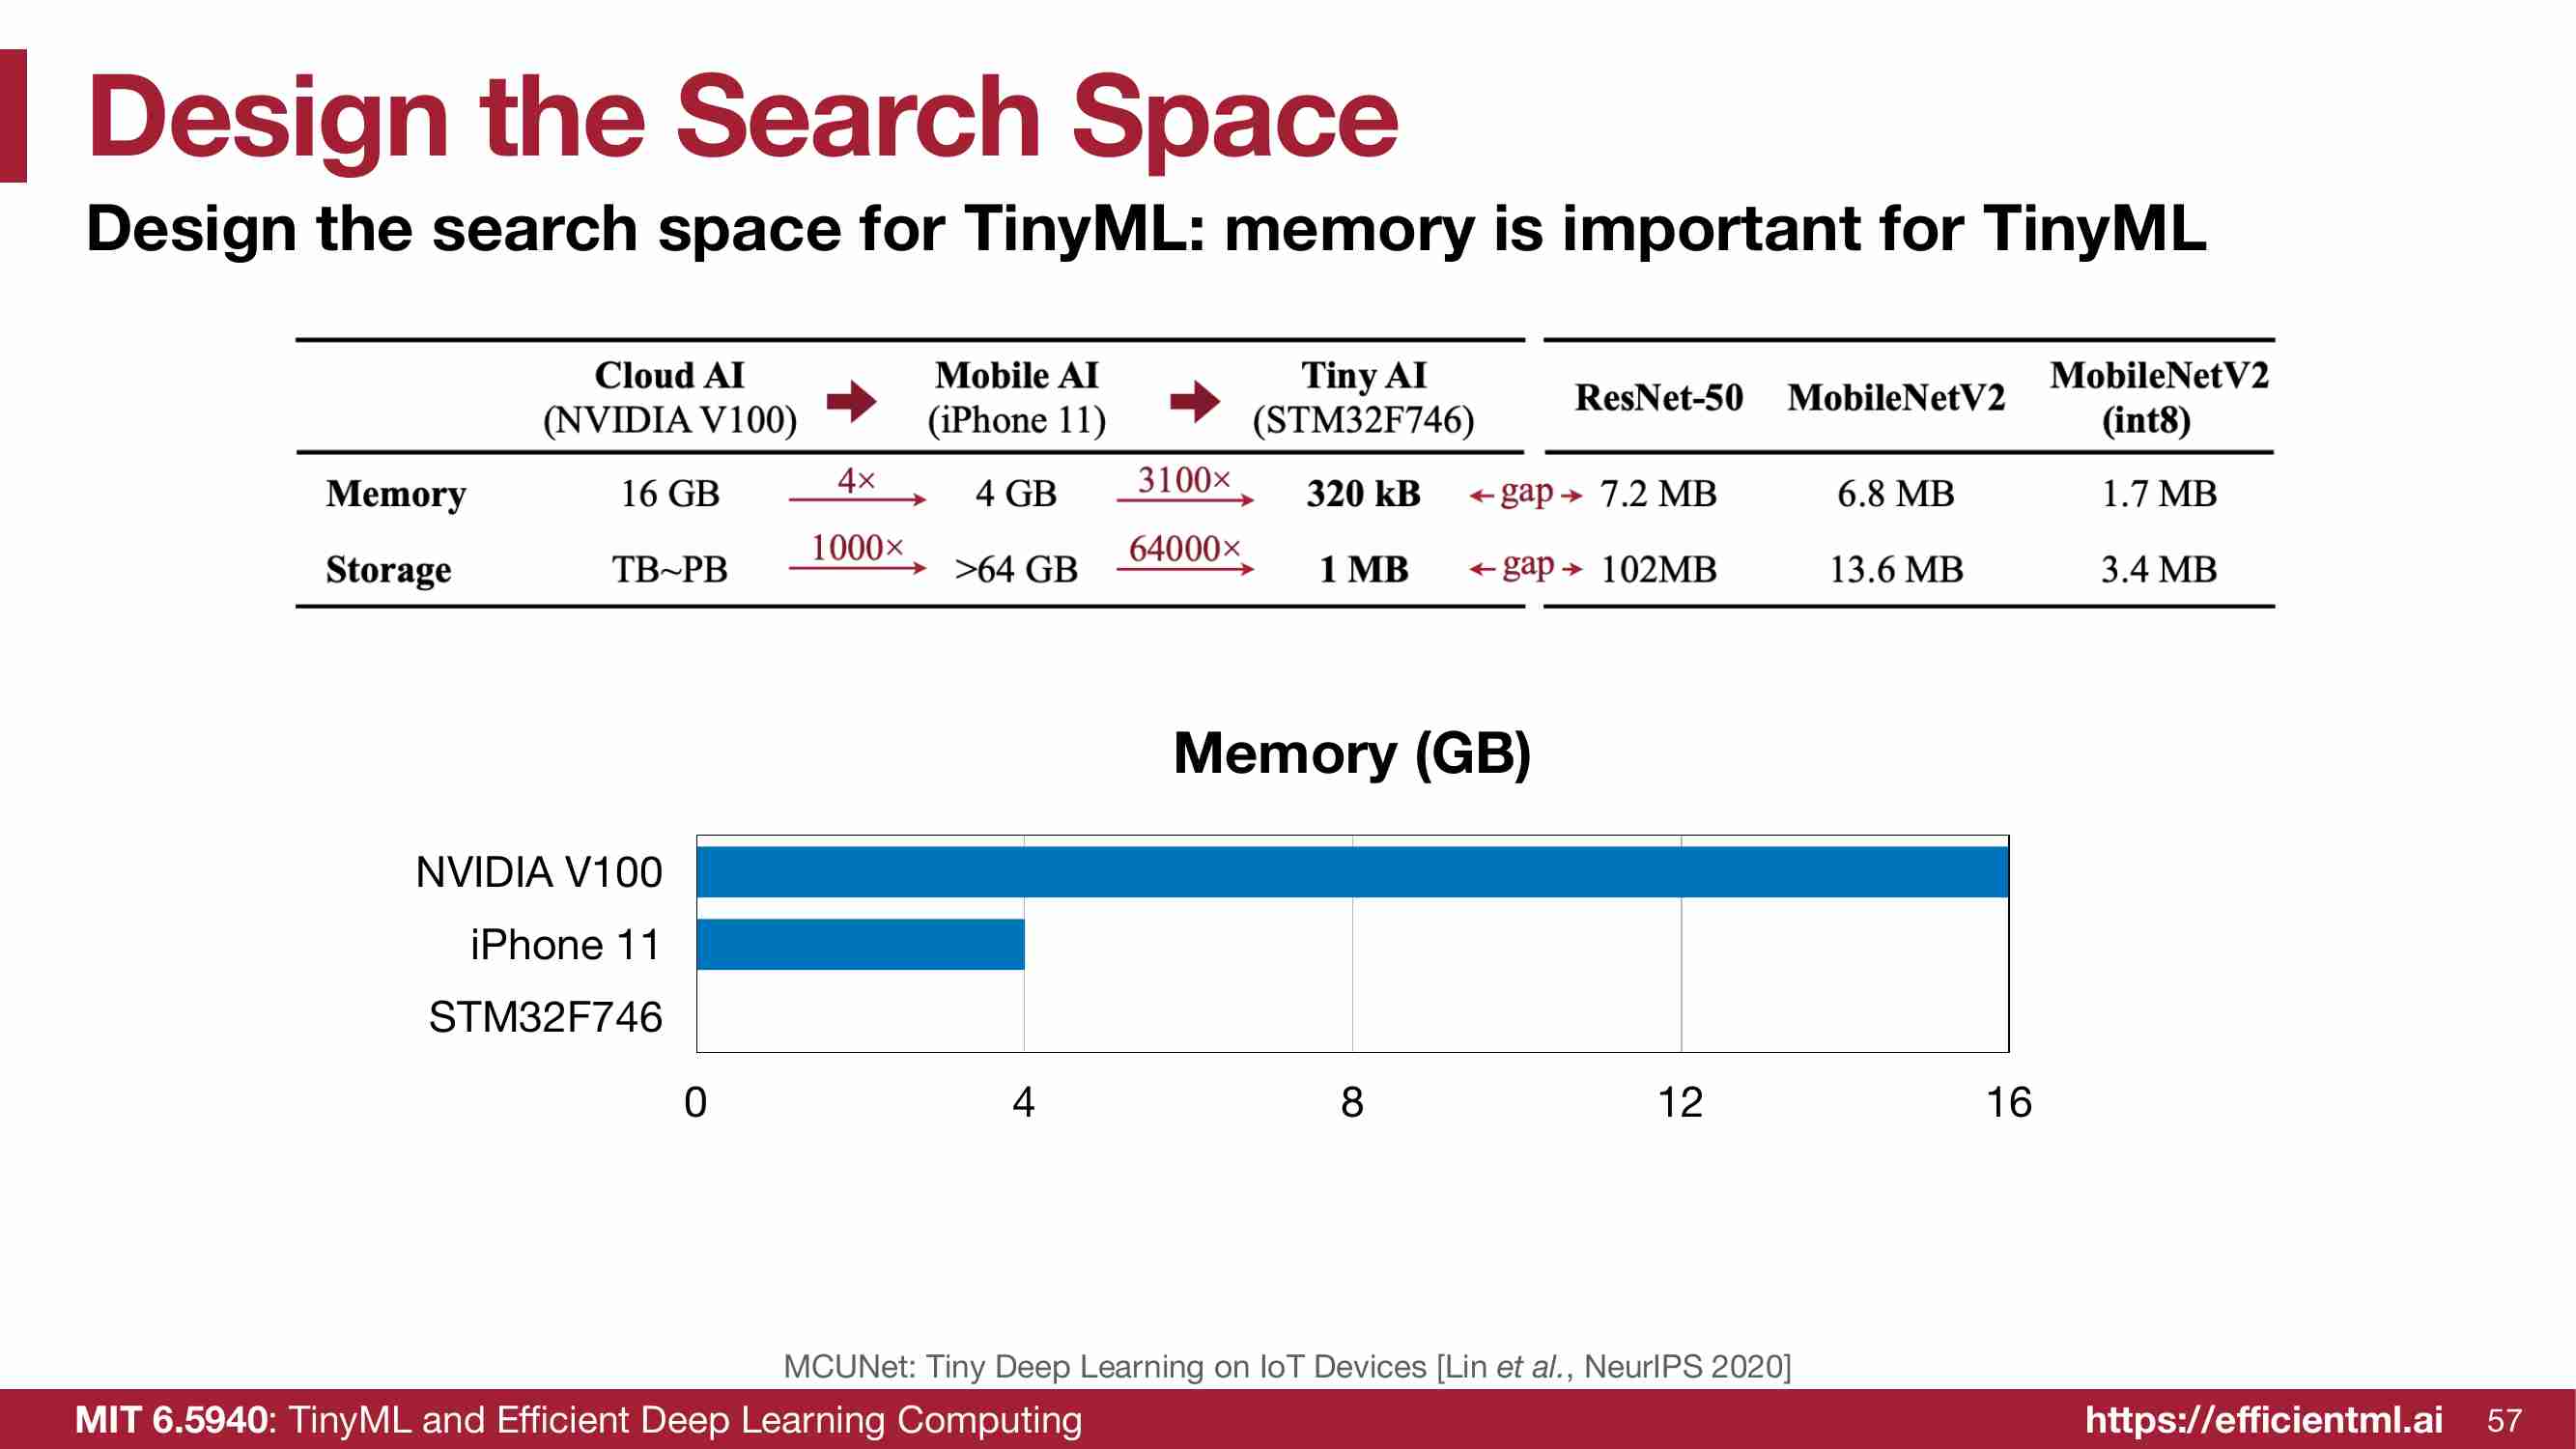 Design the Search Space
Design the search space for TinyML: memory is important for TinyML
Cloud AI Mobile AI Tiny AI ResNet-50 MobileNetV2 MobileNetV2
(NVIDIA V100) (iPhone 11) (STM32F746) (int8)
Memory 16 GB 4× 4 GB 3100× 320 kB gap 7.2 MB 6.8 MB 1.7 MB
Storage TB~PB 1000× >64 GB 64000× 1 MB gap 102MB 13.6 MB 3.4 MB
Memory (GB)
NVIDIA V100
iPhone 11
STM32F746
0 4 8 12 16
MCUNet: Tiny Deep Learning on IoT Devices [Lin et al., NeurIPS 2020]
MIT 6.5940: TinyML and Efficient Deep Learning Computing https://efficientml.ai 57